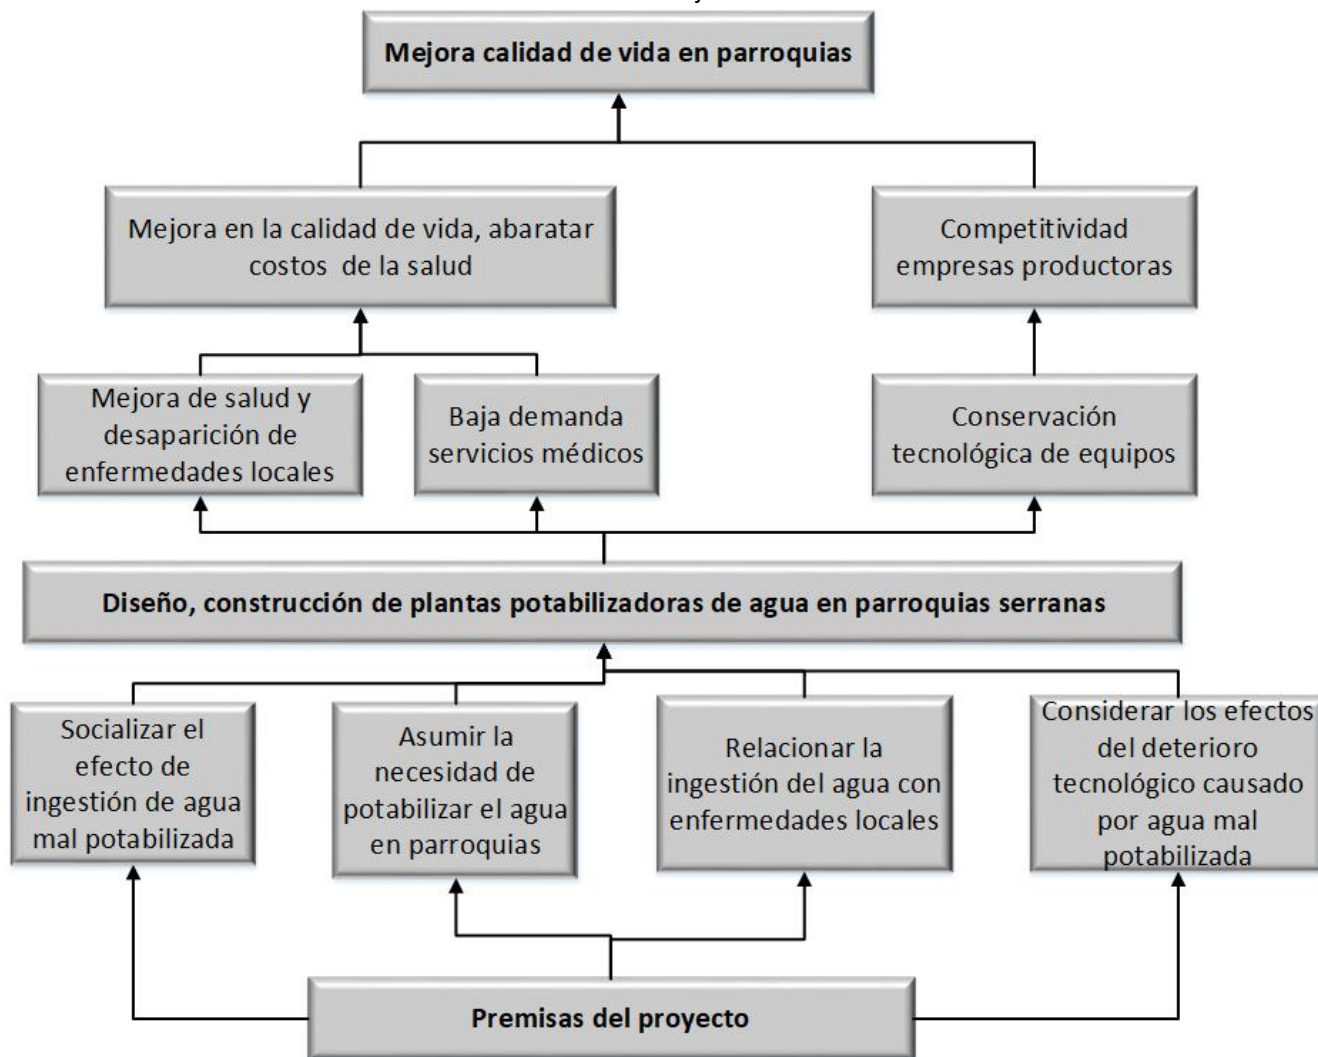 Mejora calidad de vida en parroquias
Mejora en la calidad de vida, abaratar
costos de la salud
Competitividad
empresas productoras
Mejora de salud y
desaparición de
enfermedades locales
Baja demanda
servicios médicos
Conservación
tecnológica de equipos
Diseño, construcción de plantas potabilizadoras de agua en parroquias serranas
Socializar el
efecto de
ingestión de agua
mal potabilizada
Asumir la
necesidad de
potabilizar el agua
en parroquias
Relacionar la
ingestión del agua con
enfermedades locales
Considerar los efectos
del deterioro
tecnológico causado
por agua mal
potabilizada
Premisas del proyecto